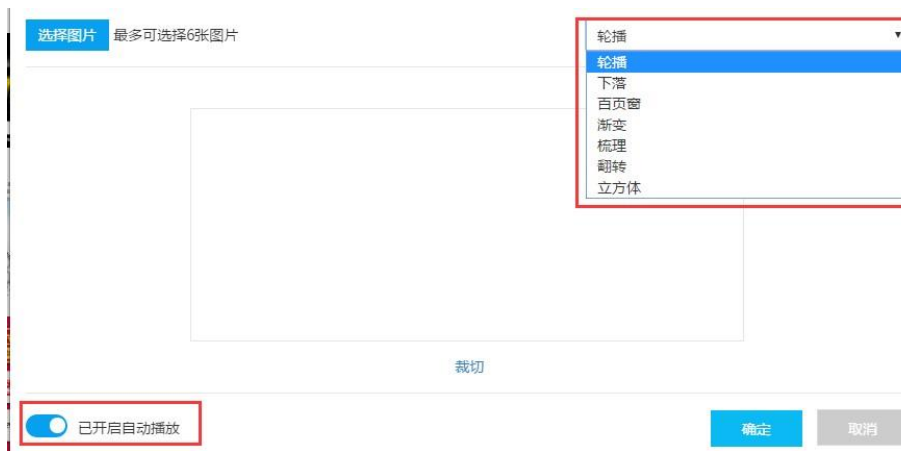 选择图片 最多可选择6张图片
轮播
轮播
下落
百页窗
渐变
梳理
翻转
立方体
裁切
已开启自动播放
确定 取消